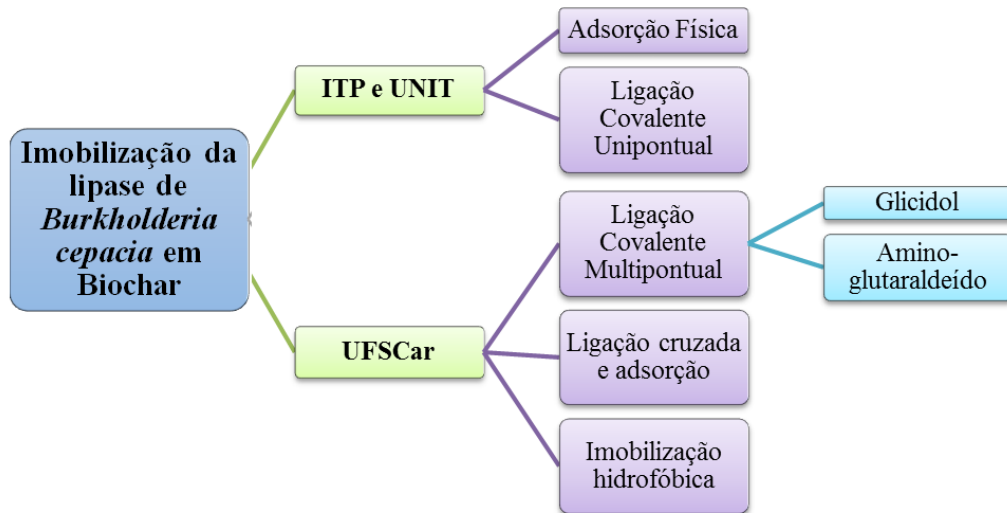 Imobilização da
lipase de
Burkholderia
cepacia em
Biochar
ITP e UNIT
Adsorção Física
Ligação
Covalente
Unipontual
UFSCar
Ligação
Covalente
Multipontual
Glicidol
Amino-
glutaraldeído
Ligação cruzada
e adsorção
Imobilização
hidrofóbica